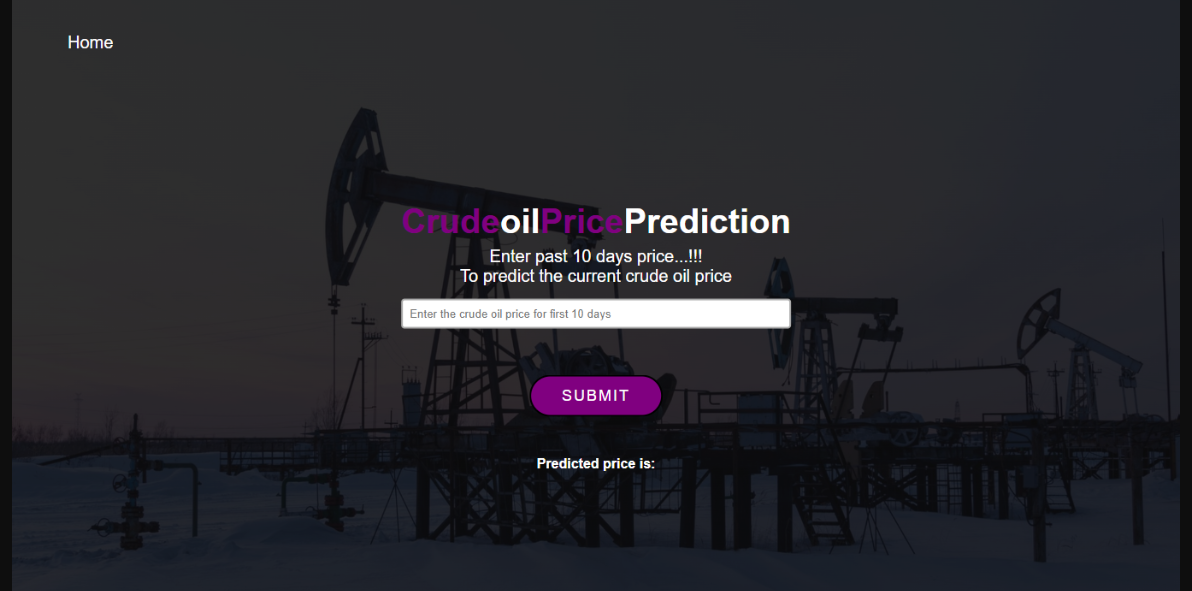 Home
CrudeoilPricePrediction
Enter past 10 days price...!!!
To predict the current crude oil price
Enter the crude oil price for first 10 days
SUBMIT
Predicted price is: